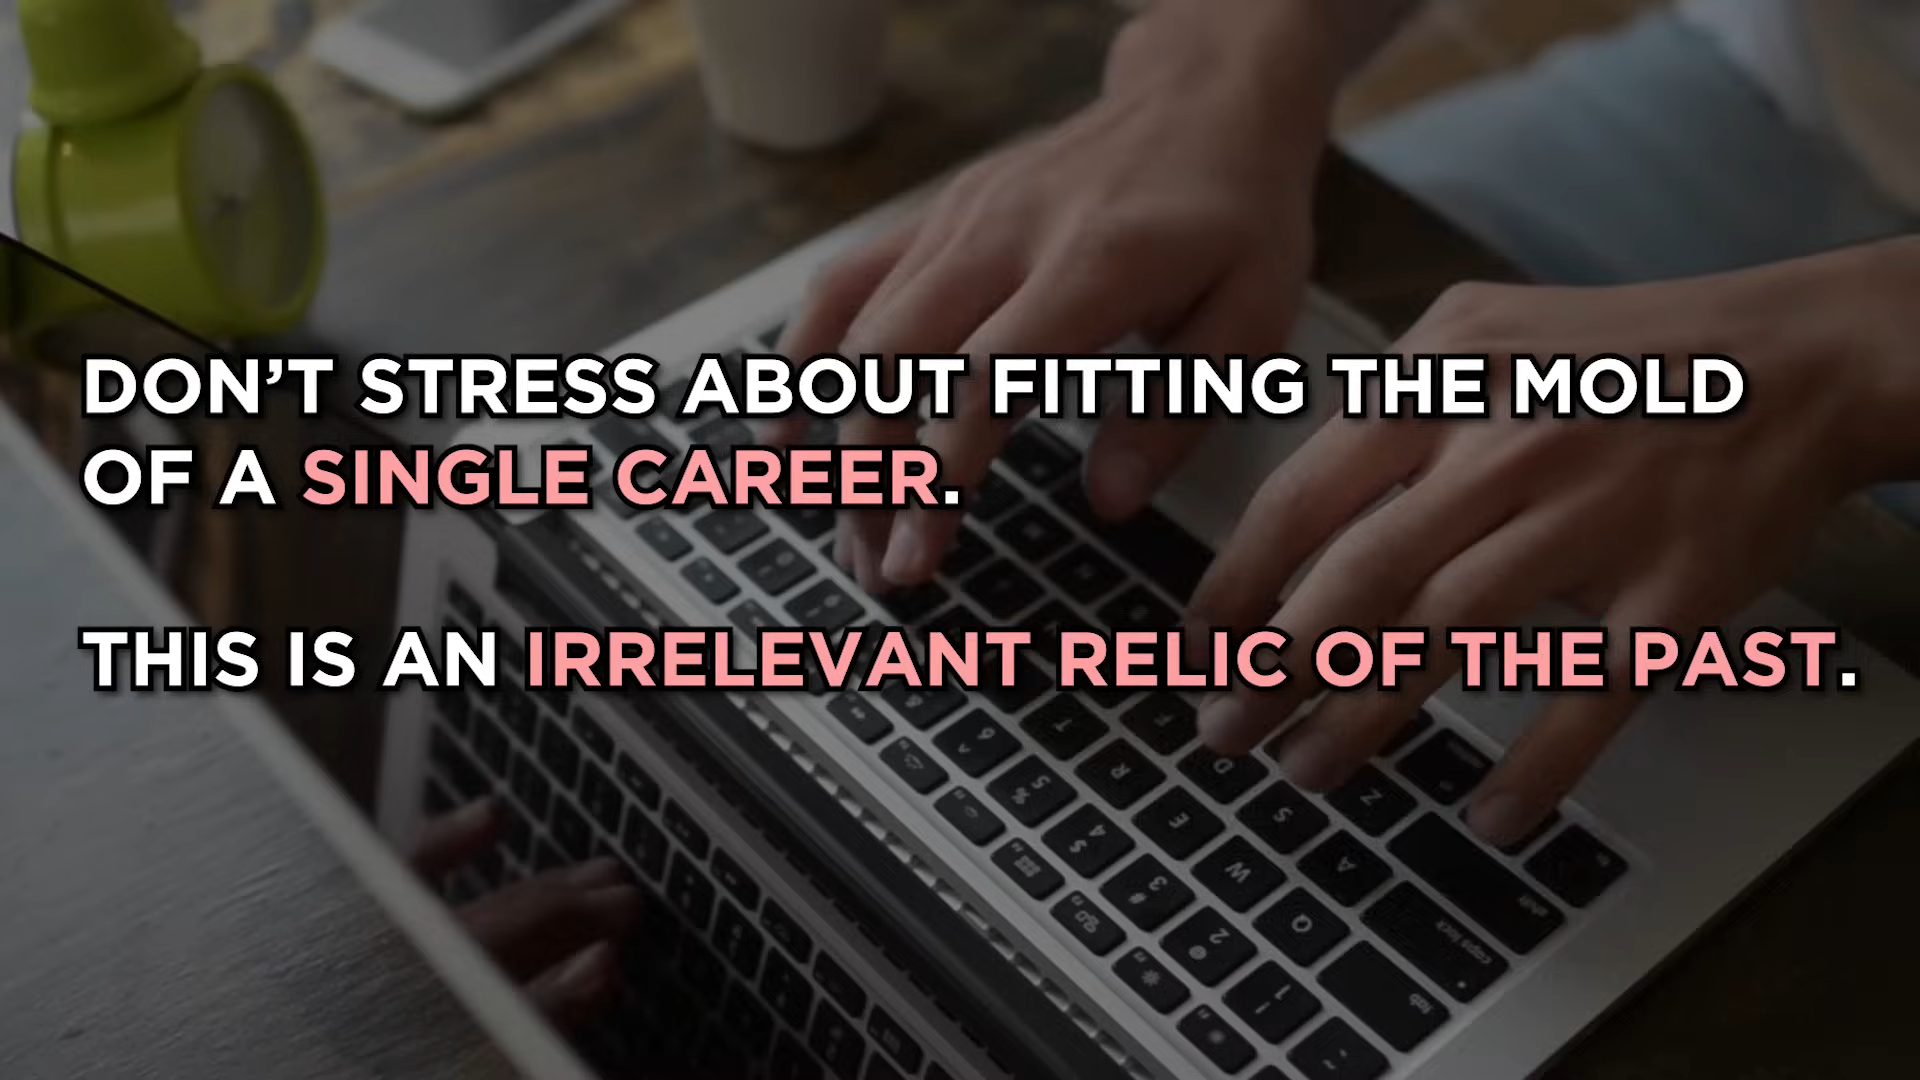 DON’T STRESS ABOUT FITTING THE MOLD
OF A SINGLE CAREER.
THIS IS AN IRRELEVANT RELIC OF THE PAST.